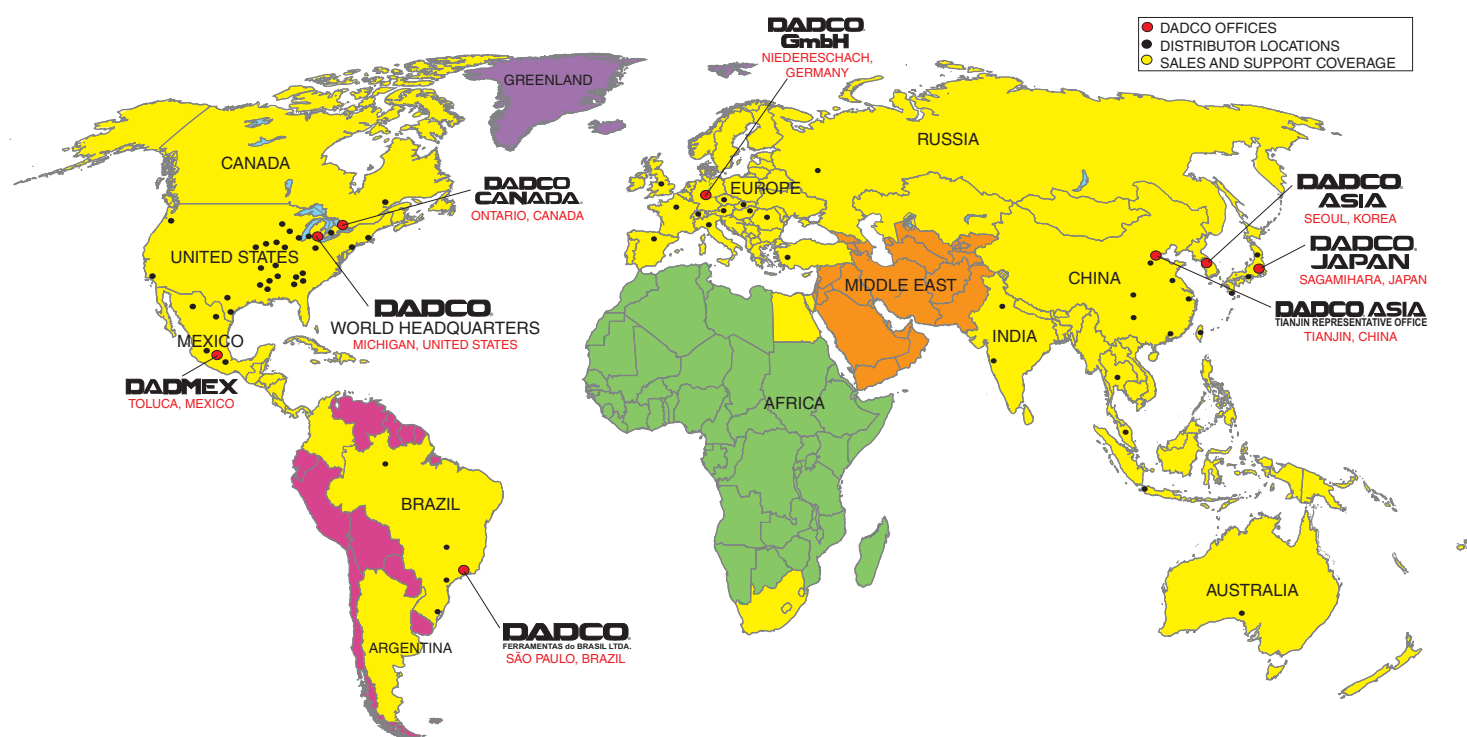 DADCO
GmbH
NIEDERESCHACH,
GERMANY
DADCO OFFICES
DISTRIBUTOR LOCATIONS
SALES AND SUPPORT COVERAGE
GREENLAND
RUSSIA
CANADA
EUROPE
DADCO
CANADA
ONTARIO, CANADA
DADCO
ASIA
SEOUL, KOREA
DADCO
JAPAN
SAGAMIHARA, JAPAN
UNITED STATES
MIDDLE EAST
CHINA
DADCO
WORLD HEADQUARTERS
MICHIGAN, UNITED STATES
DADCO ASIA
TIANJIN REPRESENTATIVE OFFICE
TIANJIN, CHINA
INDIA
MEXICO
DADMEX
TOLUCA, MEXICO
AFRICA
BRAZIL
AUSTRALIA
ARGENTINA
DADCO
FERRAMENTAS do BRASIL LTDA.
SÃO PAULO, BRAZIL